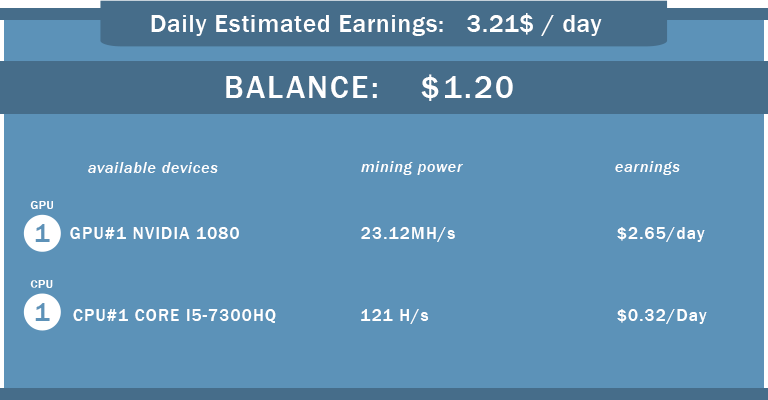 Daily Estimated Earnings: 3.21$ / day
BALANCE: $1.20
available devices mining power earnings
GPU
1 GPU#1 NVIDIA 1080 23.12MH/s $2.65/day
CPU
1 CPU#1 CORE I5-7300HQ 121 H/s $0.32/Day